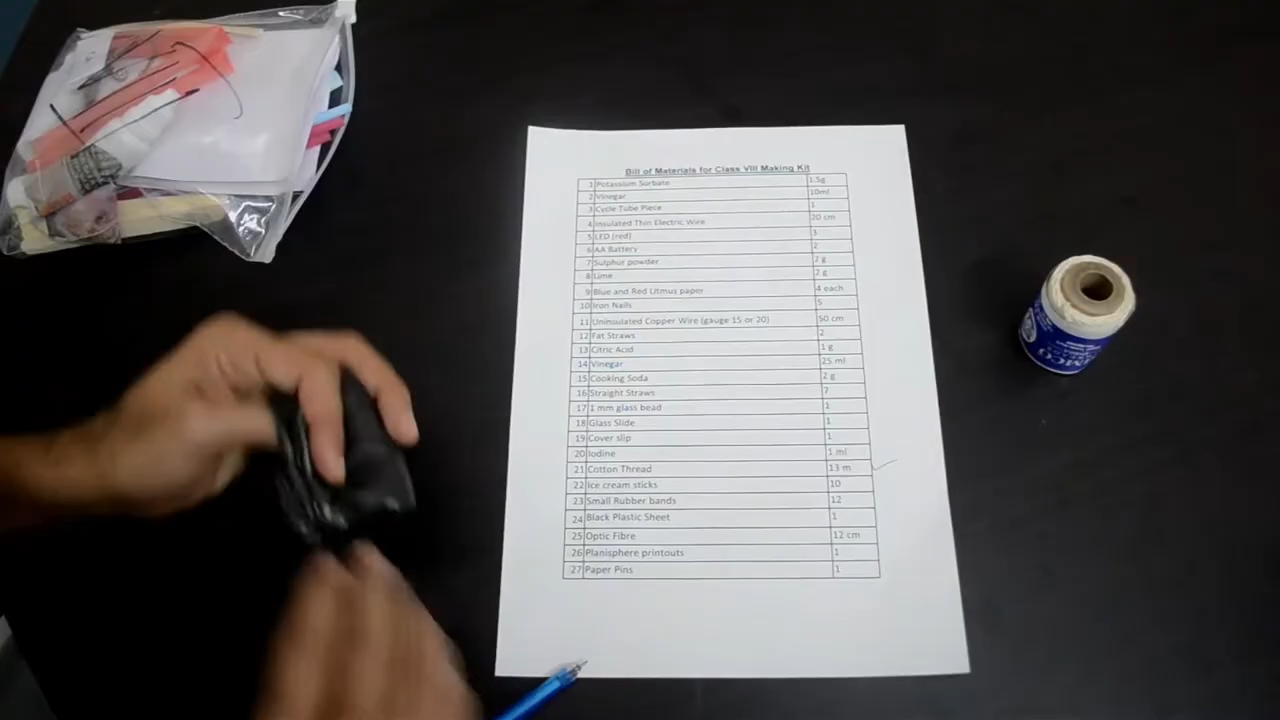 Bill of Materials for Class VIII Making Kit
1 Potassium Sorbate 1.5g
2 Vinegar 10ml
3 Cycle Tube Piece 1
4 Insulated Thin Electric Wire 20 cm
5 LED (red) 3
6 AA Battery 2
7 Sulphur powder 2 g
8 Lime 2 g
9 Blue and Red Litmus paper 4 each
10 Iron Nails 5
11 Uninsulated Copper Wire (gauge 15 or 20) 50 cm
12 Fat Straws 2
13 Citric Acid 1 g
14 Vinegar 25 ml
15 Cooking Soda 2 g
16 Straight Straws 7
17 1 mm glass bead 1
18 Glass Slide 1
19 Cover slip 1
20 Iodine 1 ml
21 Cotton Thread 13 m
22 Ice cream sticks 10
23 Small Rubber bands 12
24 Black Plastic Sheet 1
25 Optic Fibre 12 cm
26 Planisphere printouts 1
27 Paper Pins 1